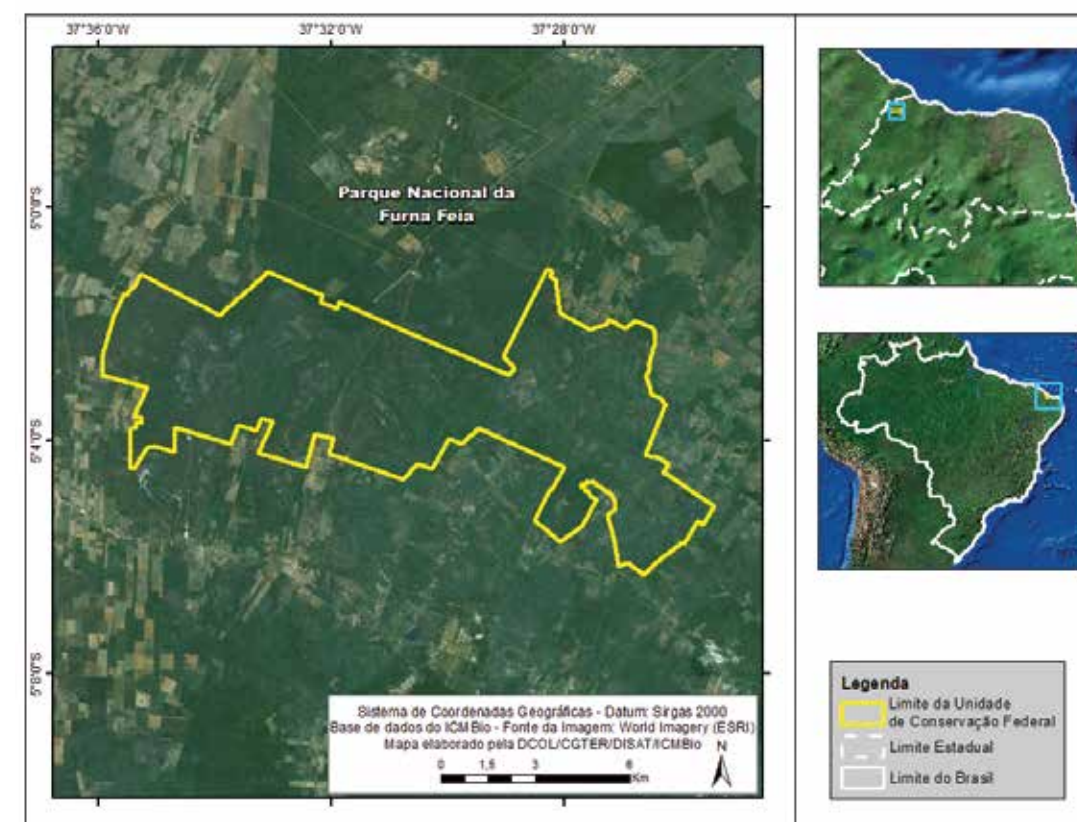 37°36'0"W
37°32'0"W
37°28'0"W
5°0'0"S
5°4'0"S
5°8'0"S
Parque Nacional da
Furna Feia
Sistema de Coordenadas Geográficas - Datum: Sirgas 2000
Base de dados do ICMBio - Fonte da Imagem: World Imagery (ESRI)
Mapa elaborado pela DCOL/CGTER/DISAT/ICMBio
N
0 1,5 3 6
Km
Legenda
Limite da Unidade
de Conservação Federal
Limite Estadual
Limite do Brasil